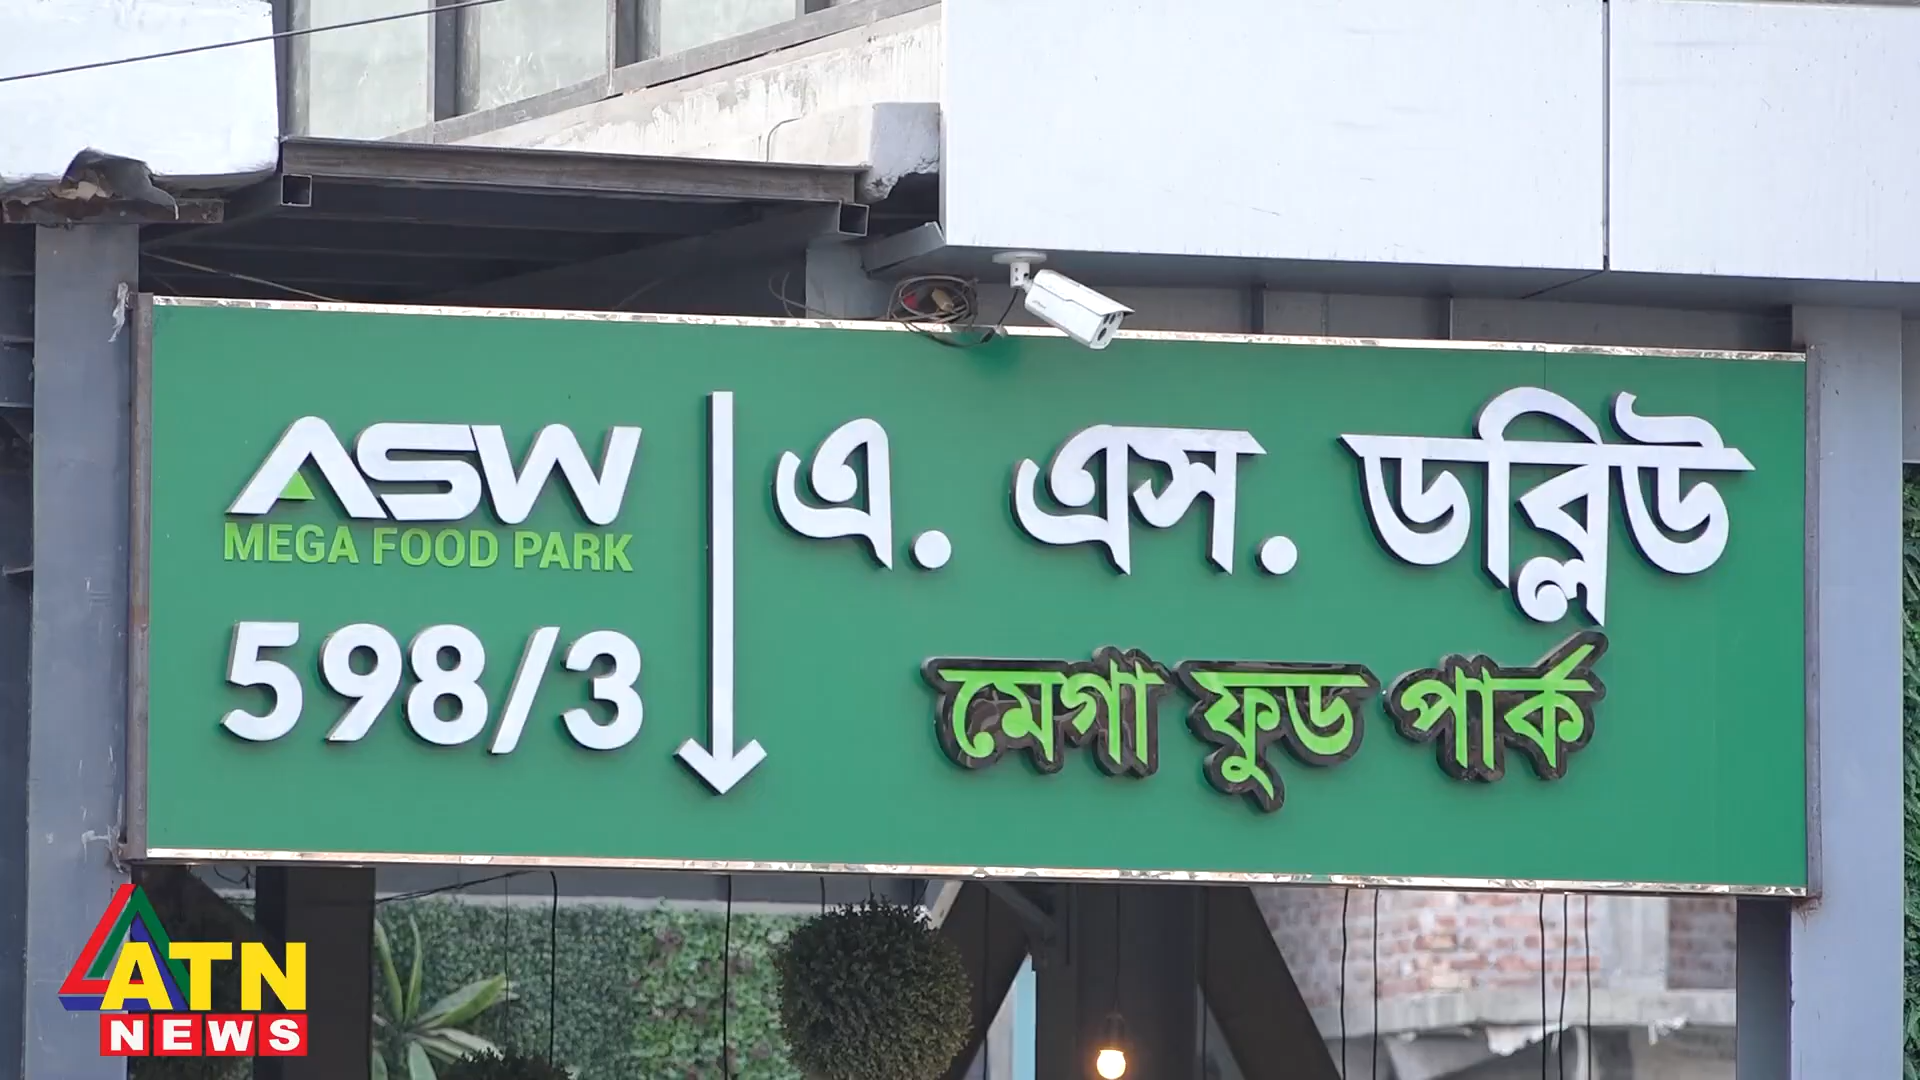 ASW
MEGA FOOD PARK
598/3
এ. এস. ডব্লিউ
মেগা ফুড পার্ক
ATN
NEWS